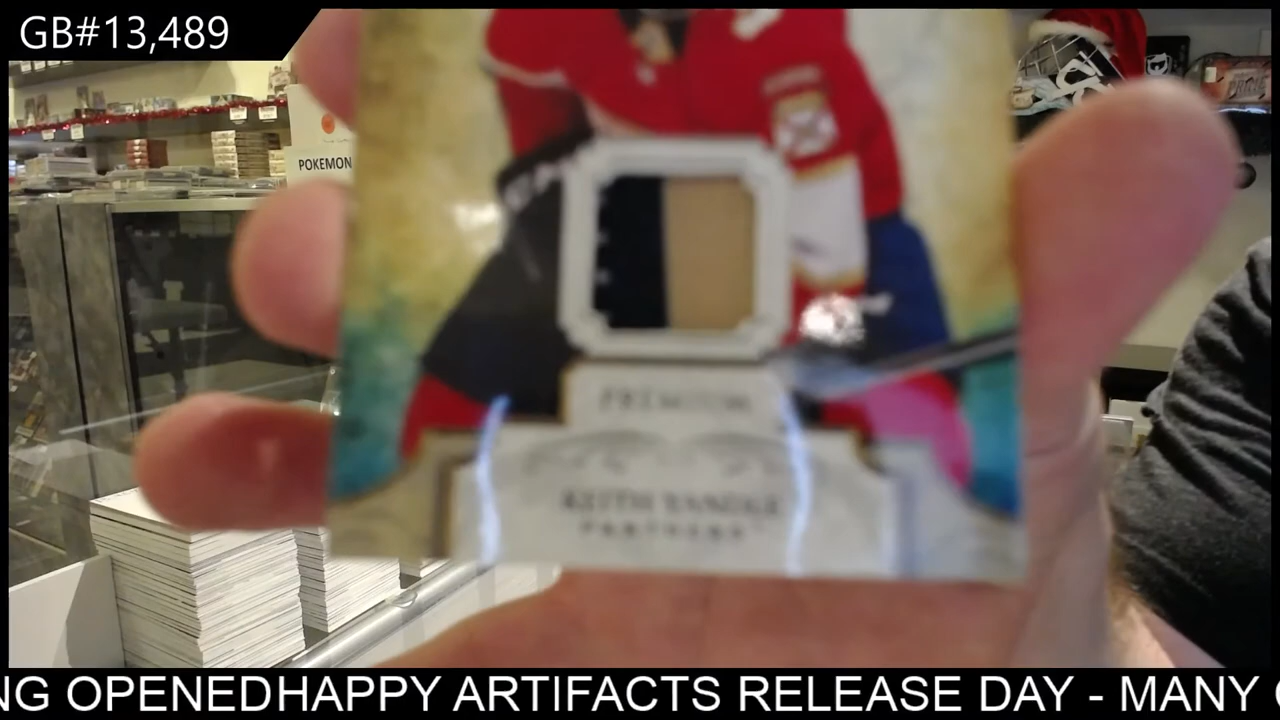 GB#13,489
POKEMON
PREMIUM
KEITH YANDLE
PANTHERS
NG OPENEDHAPPY ARTIFACTS RELEASE DAY - MANY